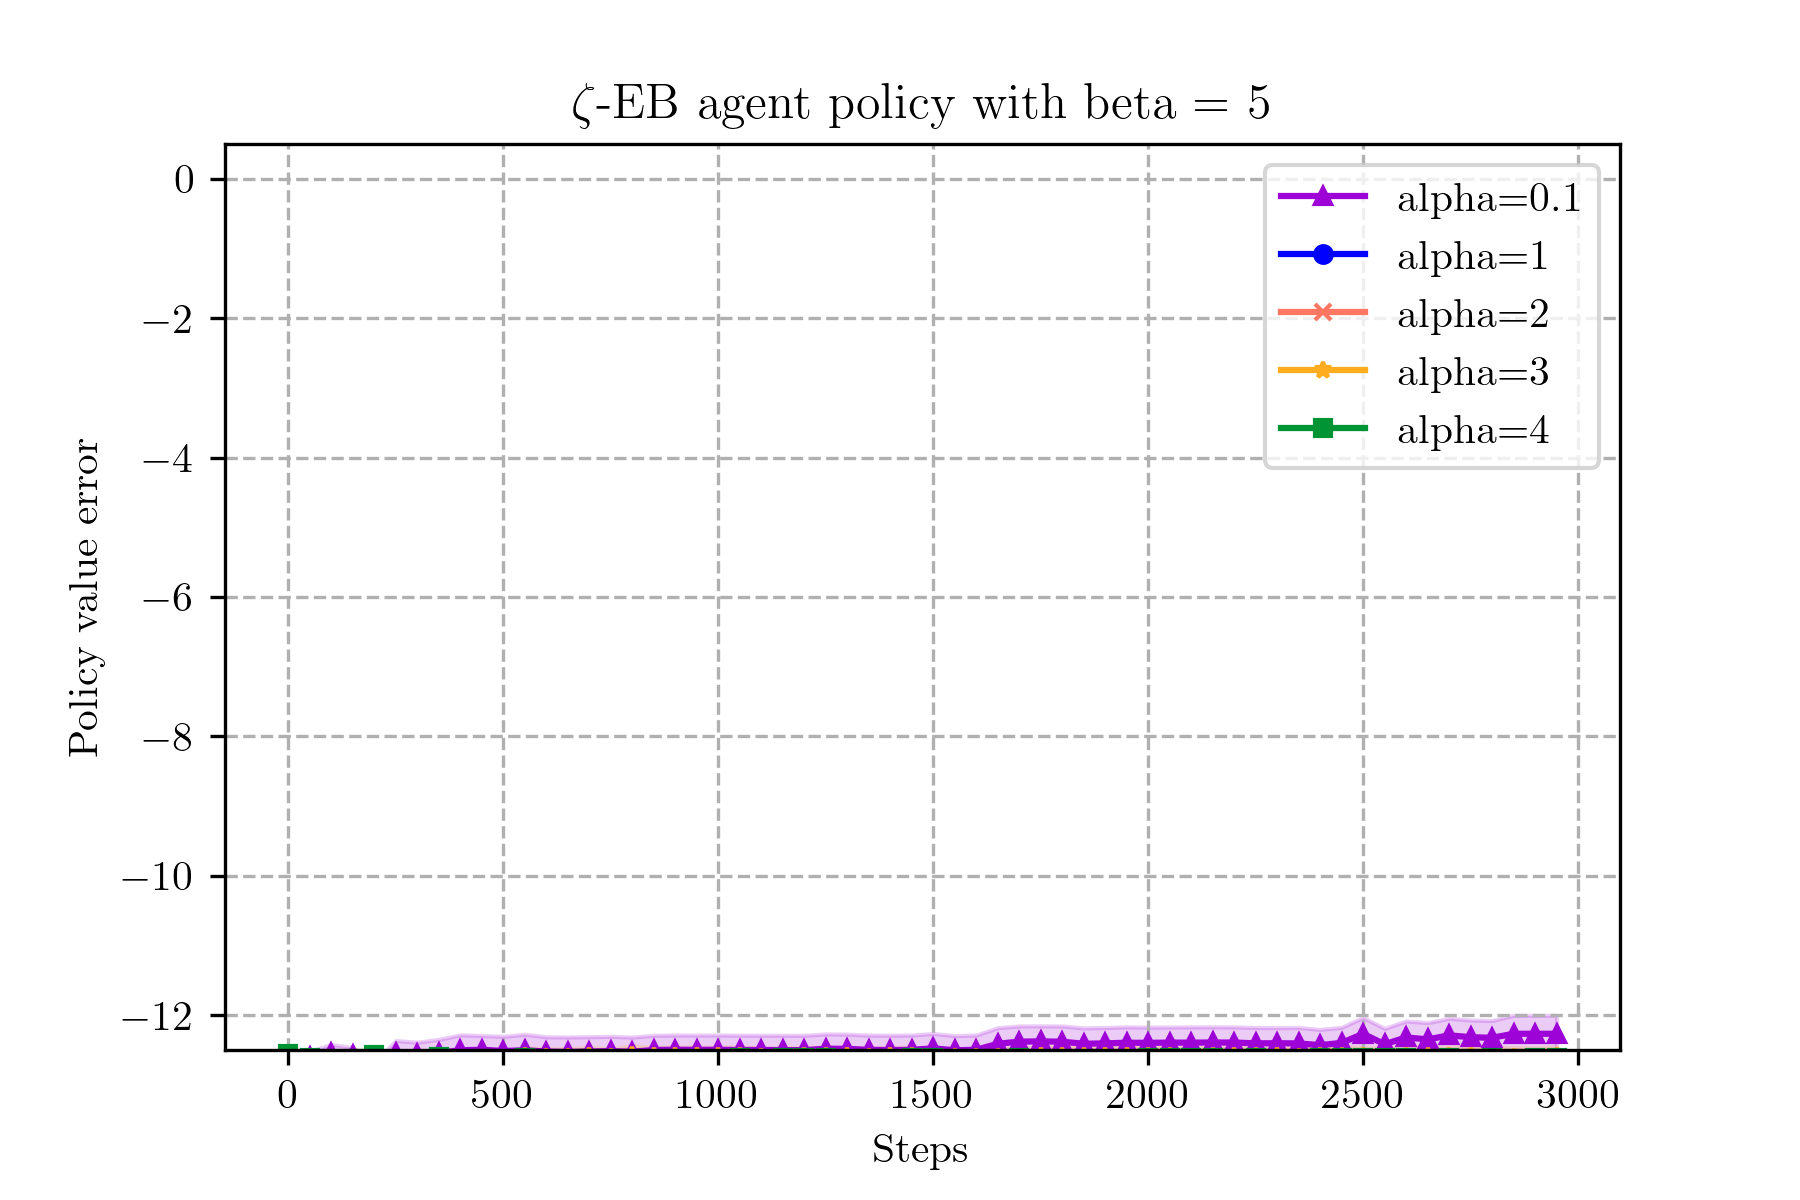 ζ-EB agent policy with beta = 5
0
−2
−4
−6
−8
−10
−12
Policy value error
alpha=0.1
alpha=1
alpha=2
alpha=3
alpha=4
0 500 1000 1500 2000 2500 3000
Steps